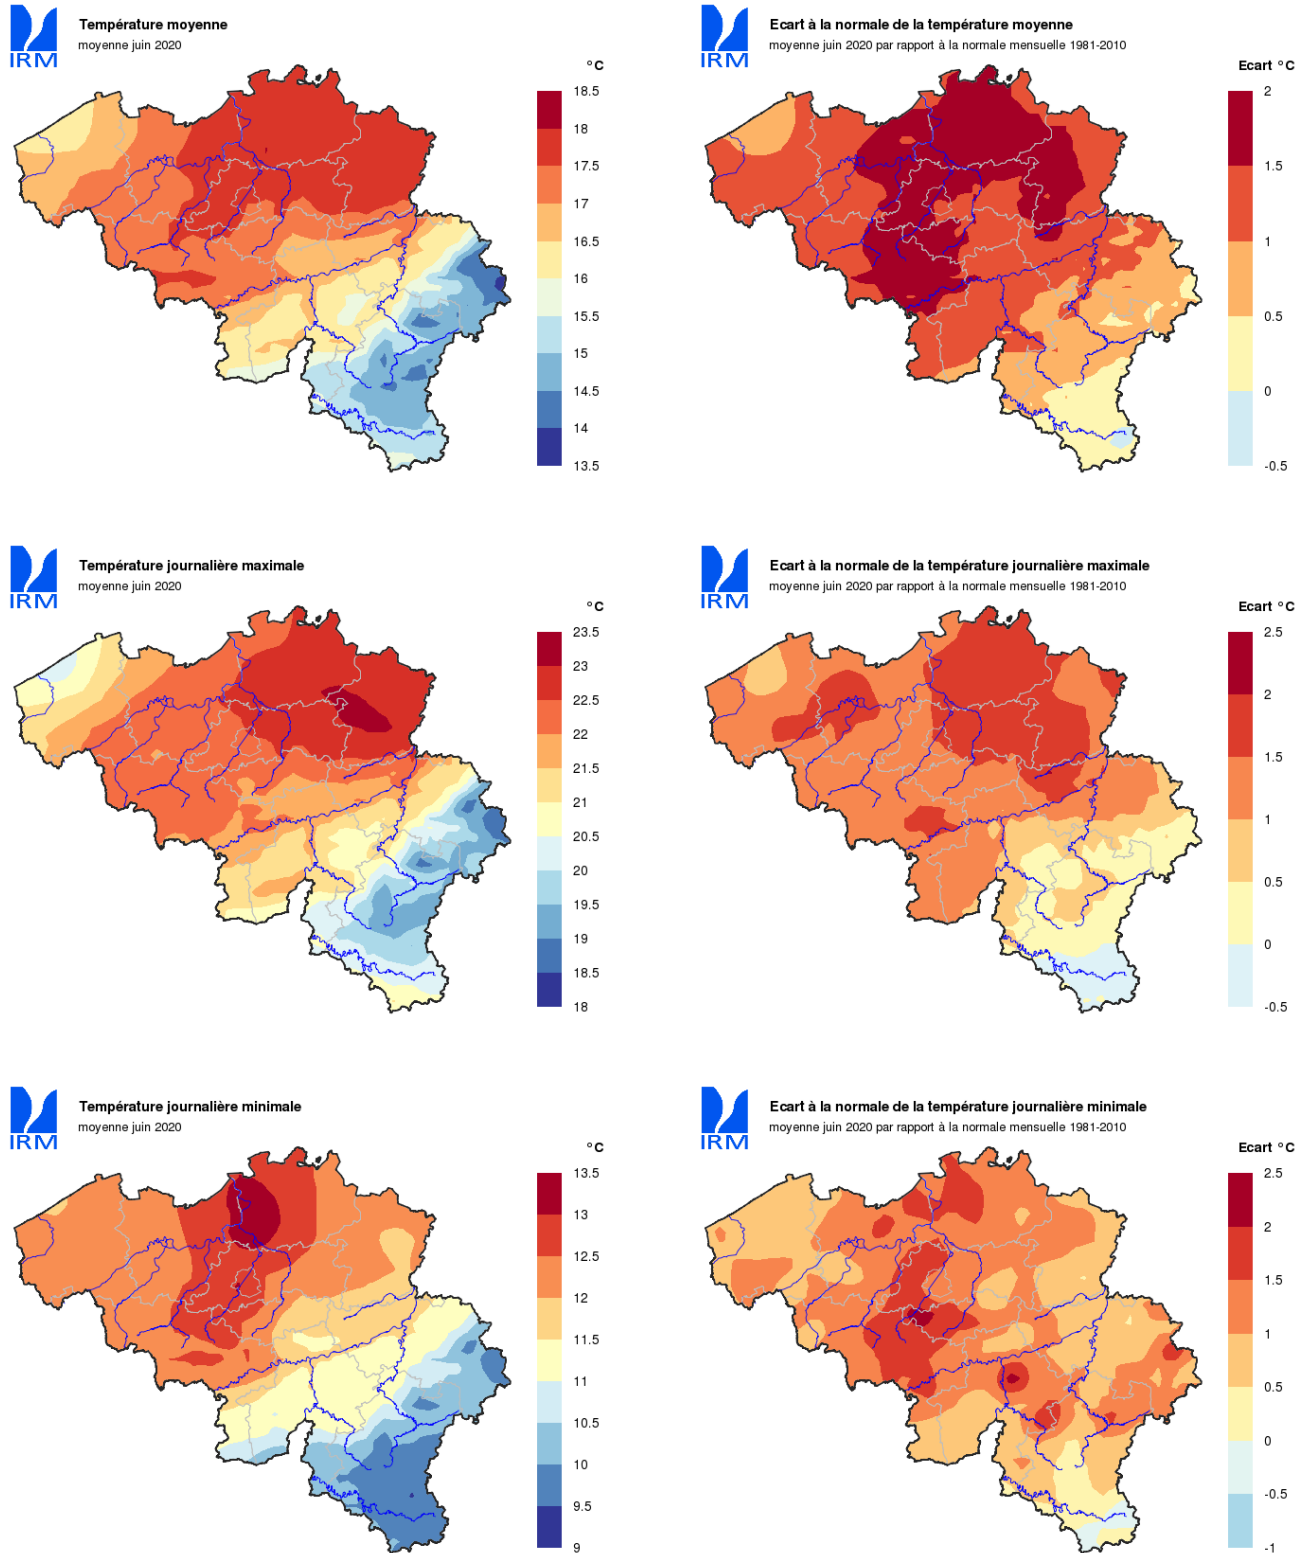 IRM
Température moyenne
moyenne juin 2020
°C
18.5
18
17.5
17
16.5
16
15.5
15
14.5
14
13.5
IRM
Ecart à la normale de la température moyenne
moyenne juin 2020 par rapport à la normale mensuelle 1981-2010
Ecart °C
2
1.5
1
0.5
0
-0.5
IRM
Température journalière maximale
moyenne juin 2020
°C
23.5
23
22.5
22
21.5
21
20.5
20
19.5
19
18.5
18
IRM
Ecart à la normale de la température journalière maximale
moyenne juin 2020 par rapport à la normale mensuelle 1981-2010
Ecart °C
2.5
2
1.5
1
0.5
0
-0.5
IRM
Température journalière minimale
moyenne juin 2020
°C
13.5
13
12.5
12
11.5
11
10.5
10
9.5
9
IRM
Ecart à la normale de la température journalière minimale
moyenne juin 2020 par rapport à la normale mensuelle 1981-2010
Ecart °C
2.5
2
1.5
1
0.5
0
-0.5
-1